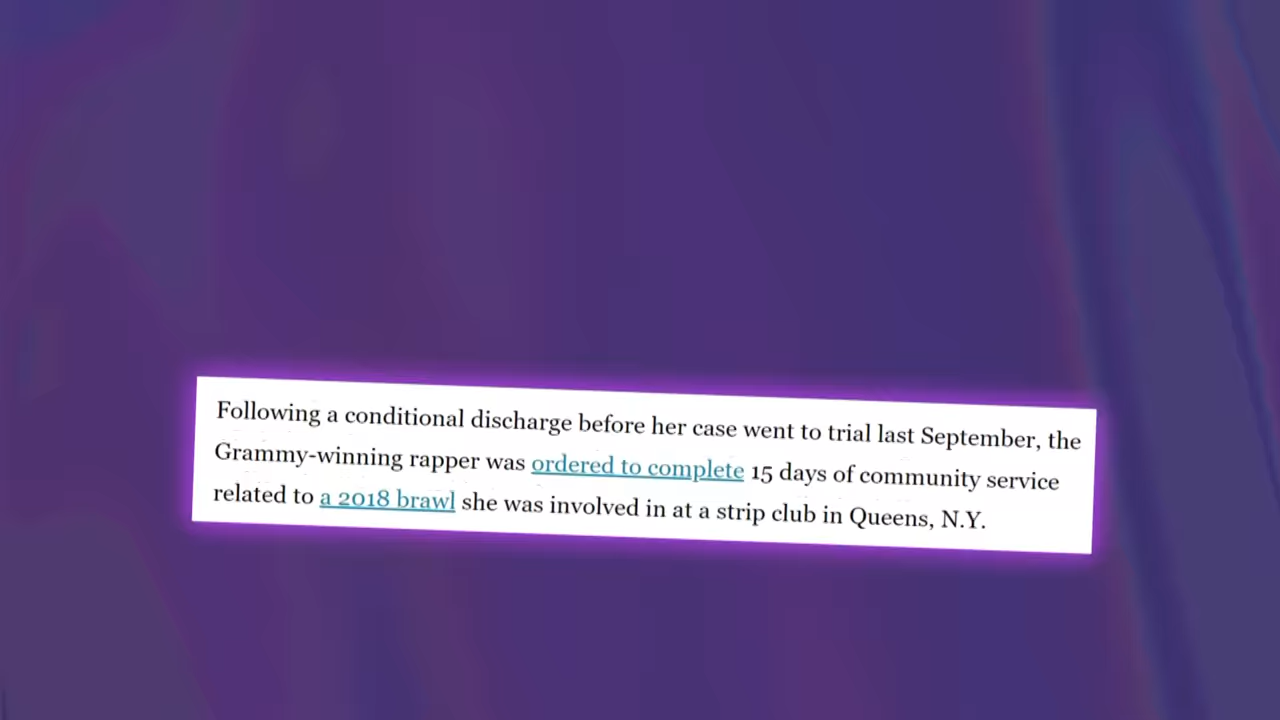 Following a conditional discharge before her case went to trial last September, the
Grammy-winning rapper was ordered to complete 15 days of community service
related to a 2018 brawl she was involved in at a strip club in Queens, N.Y.